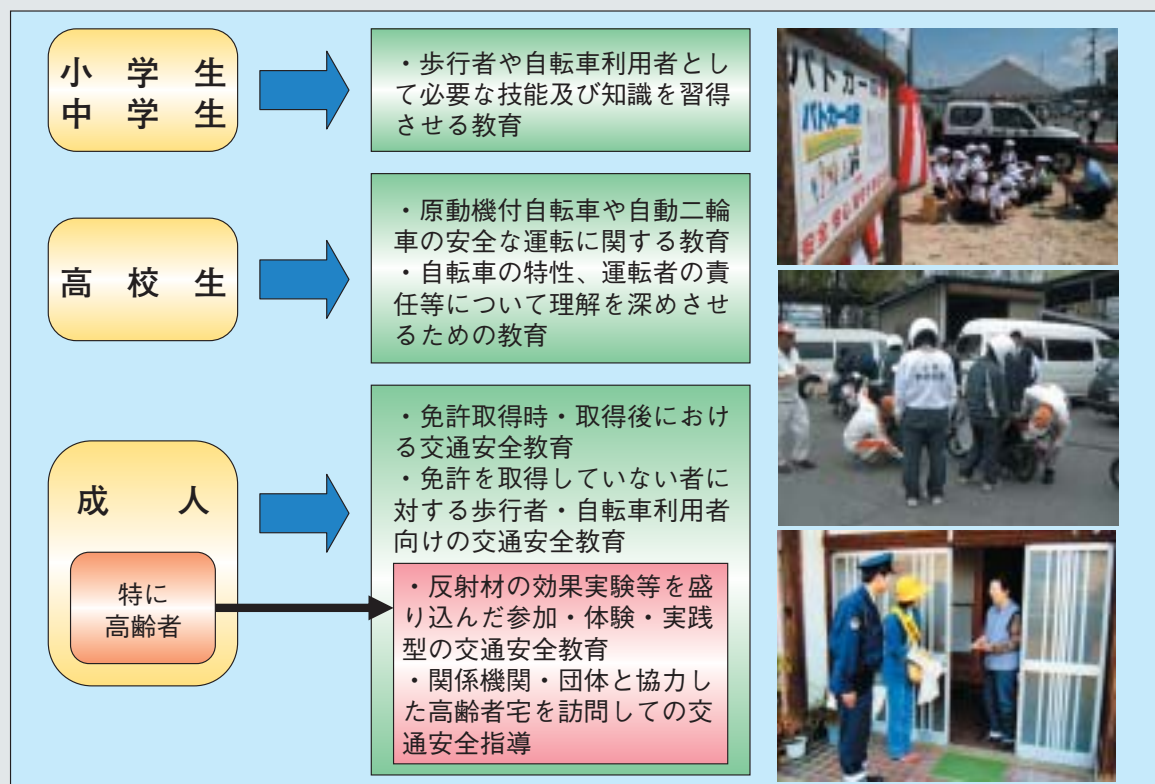 小学生
中学生
・歩行者や自転車利用者とし
て必要な技能及び知識を習得
させる教育
高校生
・原動機付自転車や自動二輪
車の安全な運転に関する教育
・自転車の特性、運転者の責
任等について理解を深めさせ
るための教育
成人
・免許取得時・取得後におけ
る交通安全教育
・免許を取得していない者に
対する歩行者・自転車利用者
向けの交通安全教育
特に
高齢者
・反射材の効果実験等を盛
り込んだ参加・体験・実践
型の交通安全教育
・関係機関・団体と協力し
た高齢者宅を訪問しての交
通安全指導
パトカー
パトカー
安全